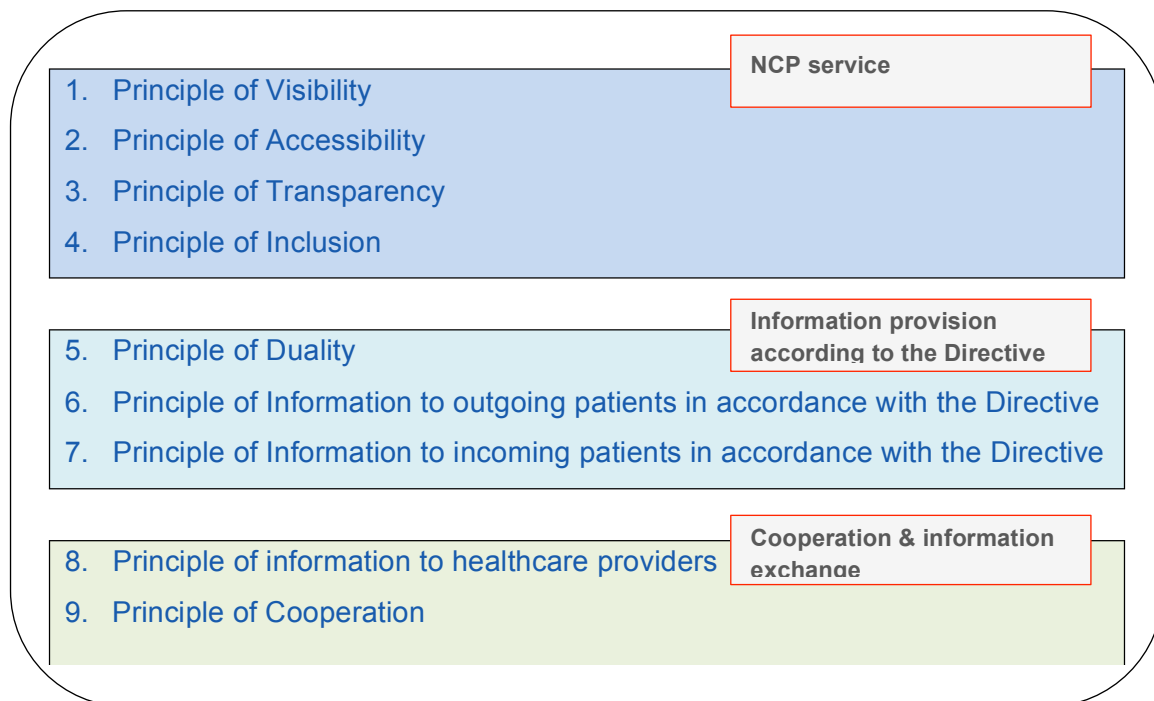 NCP service
1. Principle of Visibility
2. Principle of Accessibility
3. Principle of Transparency
4. Principle of Inclusion
Information provision
according to the Directive
5. Principle of Duality
6. Principle of Information to outgoing patients in accordance with the Directive
7. Principle of Information to incoming patients in accordance with the Directive
Cooperation & information
exchange
8. Principle of information to healthcare providers
9. Principle of Cooperation